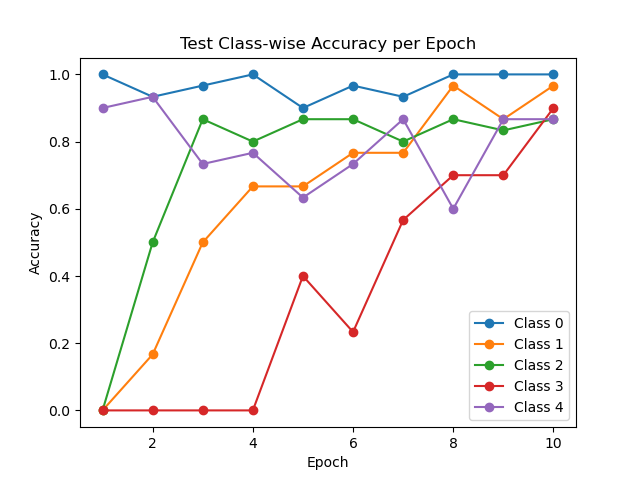 Test Class-wise Accuracy per Epoch
1.0
0.8
0.6
0.4
0.2
0.0
Accuracy
2
4
6
8
10
Epoch
Class 0
Class 1
Class 2
Class 3
Class 4